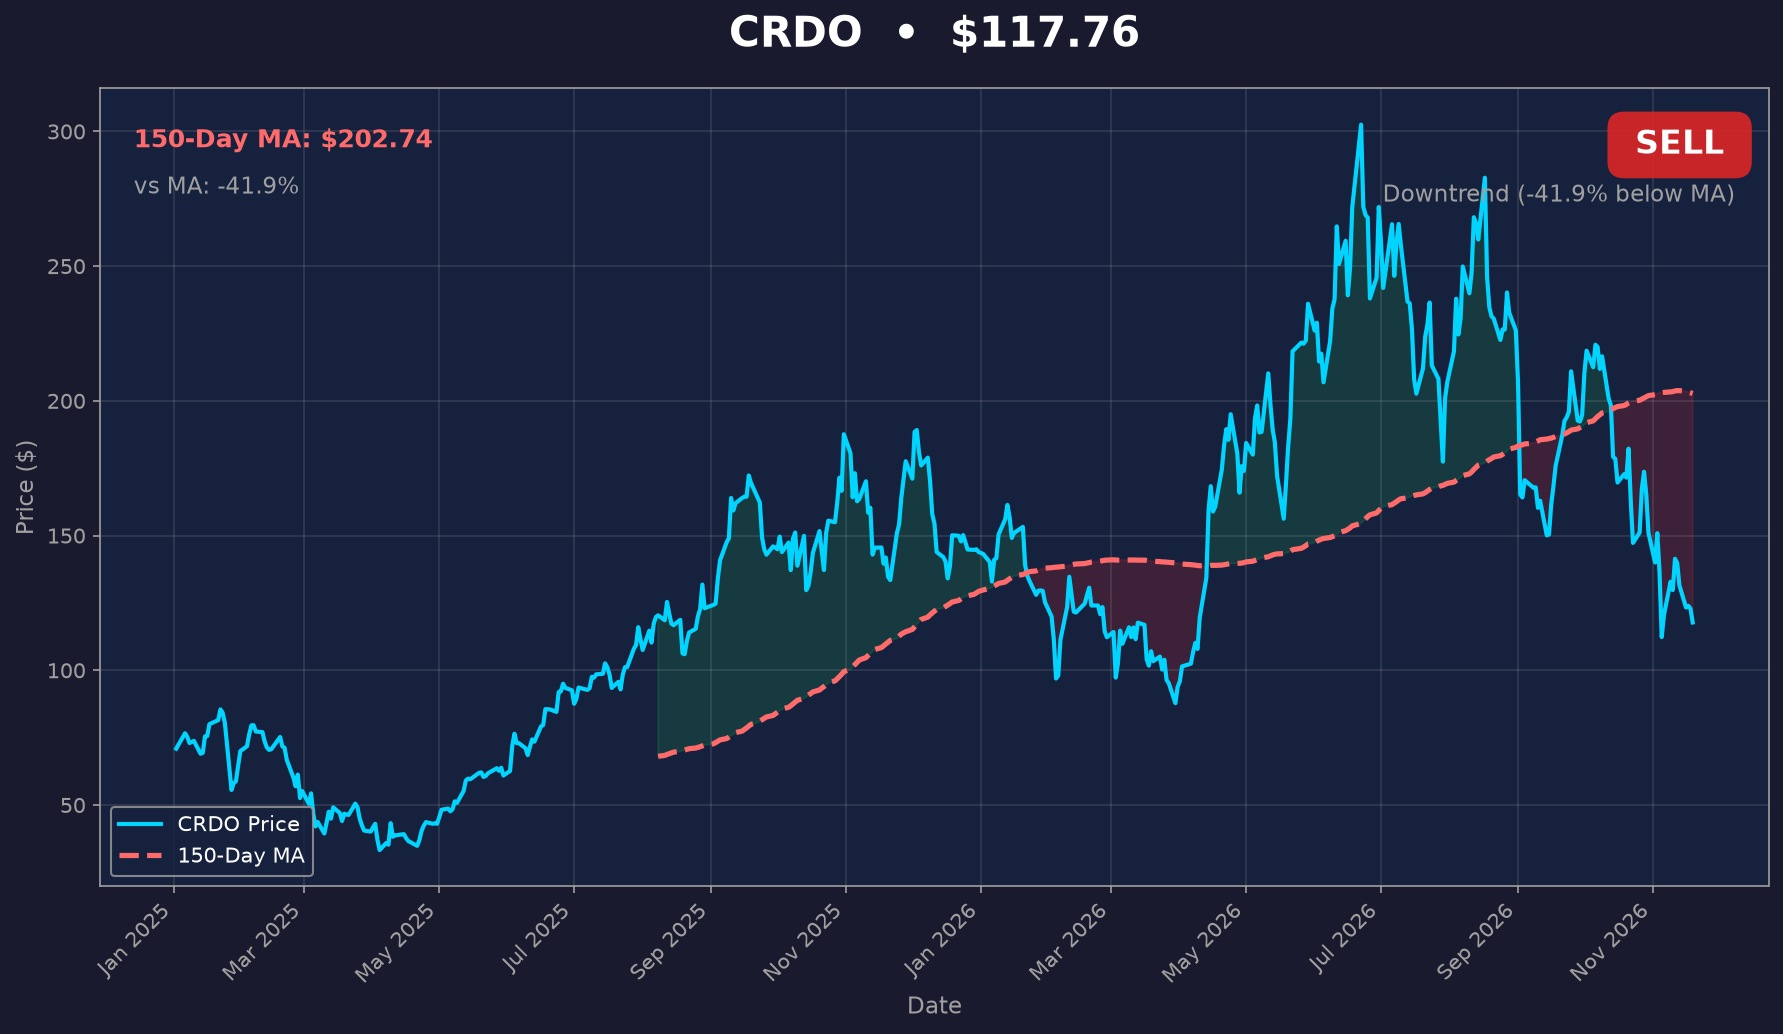 CRDO • $117.76
150-Day MA: $202.74
vs MA: -41.9%
SELL
Downtrend (-41.9% below MA)
Price ($)
300
250
200
150
100
50
CRDO Price
150-Day MA
Jan 2025
Mar 2025
May 2025
Jul 2025
Sep 2025
Nov 2025
Jan 2026
Mar 2026
May 2026
Jul 2026
Sep 2026
Nov 2026
Date